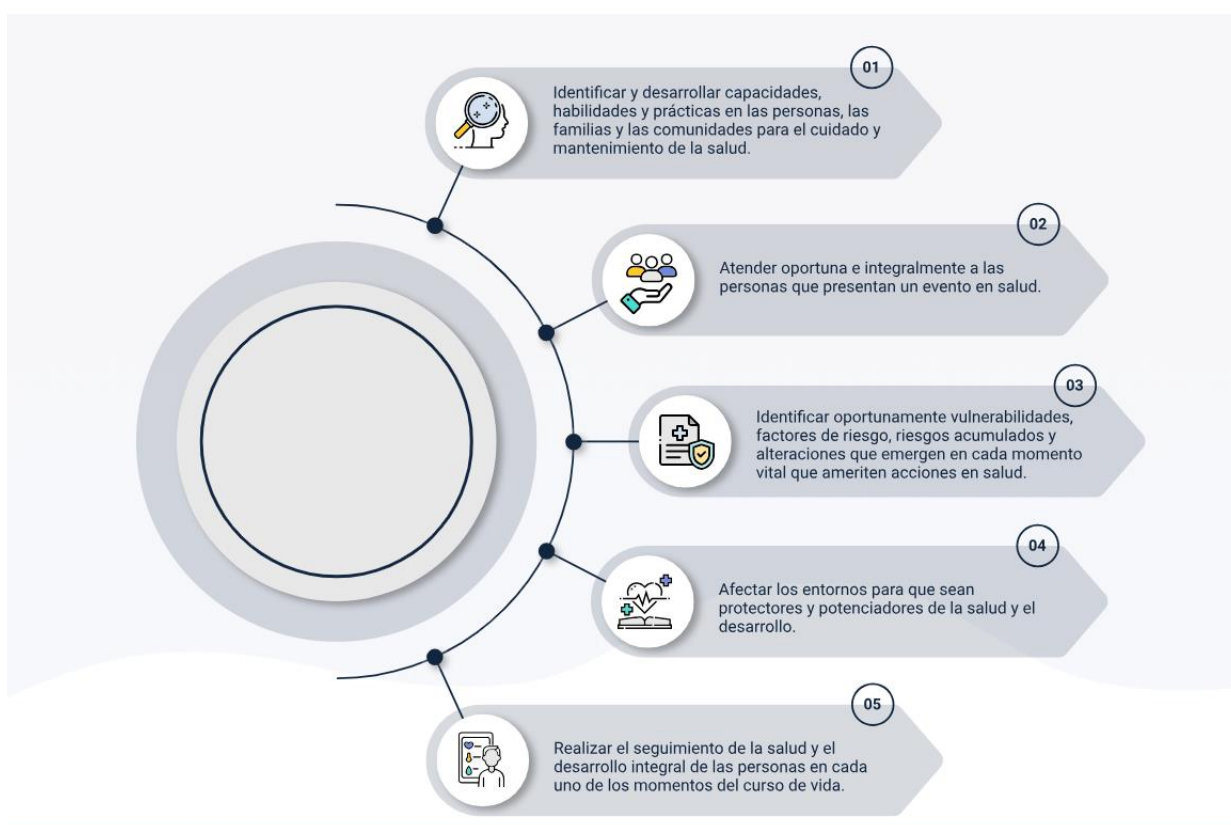 01
Identificar y desarrollar capacidades,
habilidades y prácticas en las personas, las
familias y las comunidades para el cuidado y
mantenimiento de la salud.
02
Atender oportuna e integralmente a las
personas que presentan un evento en salud.
03
Identificar oportunamente vulnerabilidades,
factores de riesgo, riesgos acumulados y
alteraciones que emergen en cada momento
vital que ameriten acciones en salud.
04
Afectar los entornos para que sean
protectores y potenciadores de la salud y el
desarrollo.
05
Realizar el seguimiento de la salud y el
desarrollo integral de las personas en cada
uno de los momentos del curso de vida.